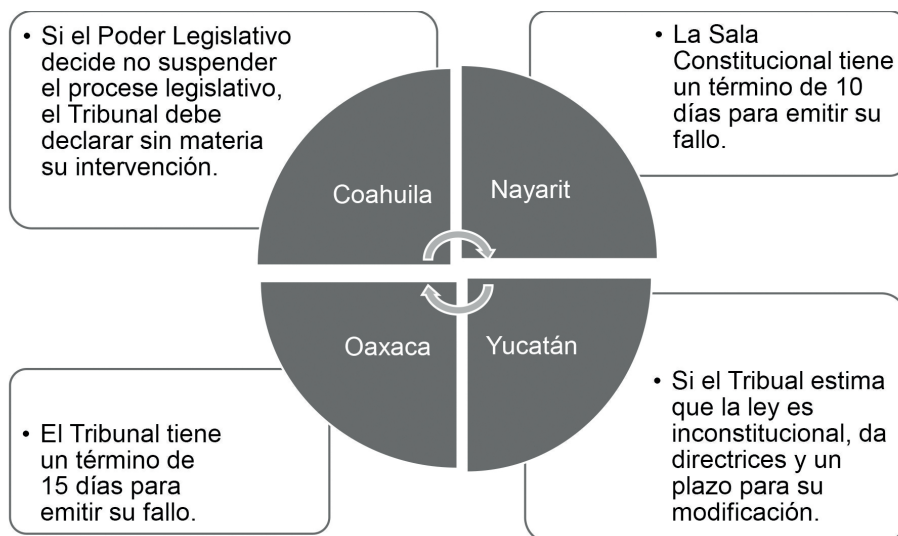 • Si el Poder Legislativo
decide no suspender
el procese legislativo,
el Tribunal debe
declarar sin materia
su intervención.
• La Sala
Constitucional tiene
un término de 10
días para emitir su
fallo.
Coahuila
Nayarit
Oaxaca
Yucatán
• El Tribunal tiene
un término de
15 días para
emitir su fallo.
• Si el Tribual estima
que la ley es
inconstitucional, da
directrices y un
plazo para su
modificación.